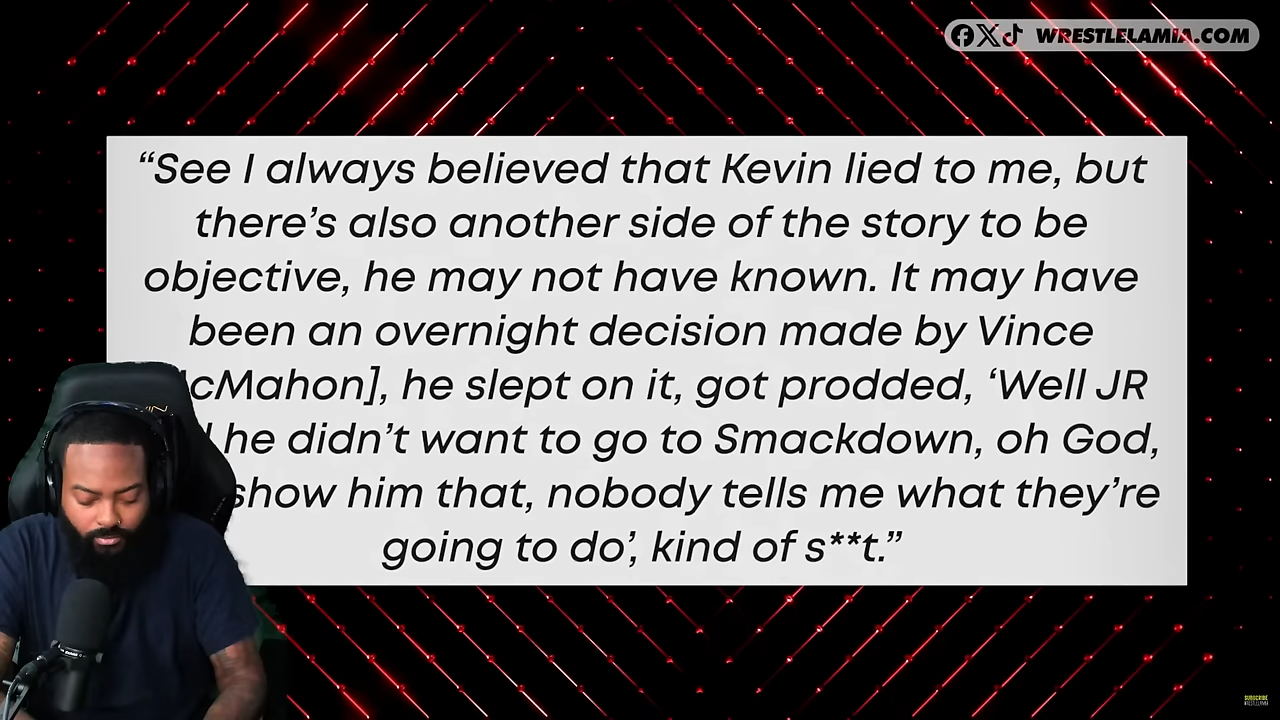 WRESTLELAMIA.COM
“See I always believed that Kevin lied to me, but
there’s also another side of the story to be
objective, he may not have known. It may have
been an overnight decision made by Vince
cMahon], he slept on it, got prodded, ‘Well JR
he didn’t want to go to Smackdown, oh God,
show him that, nobody tells me what they’re
going to do’, kind of s**t.”
SUBSCRIBE
WRESTLELAMIA